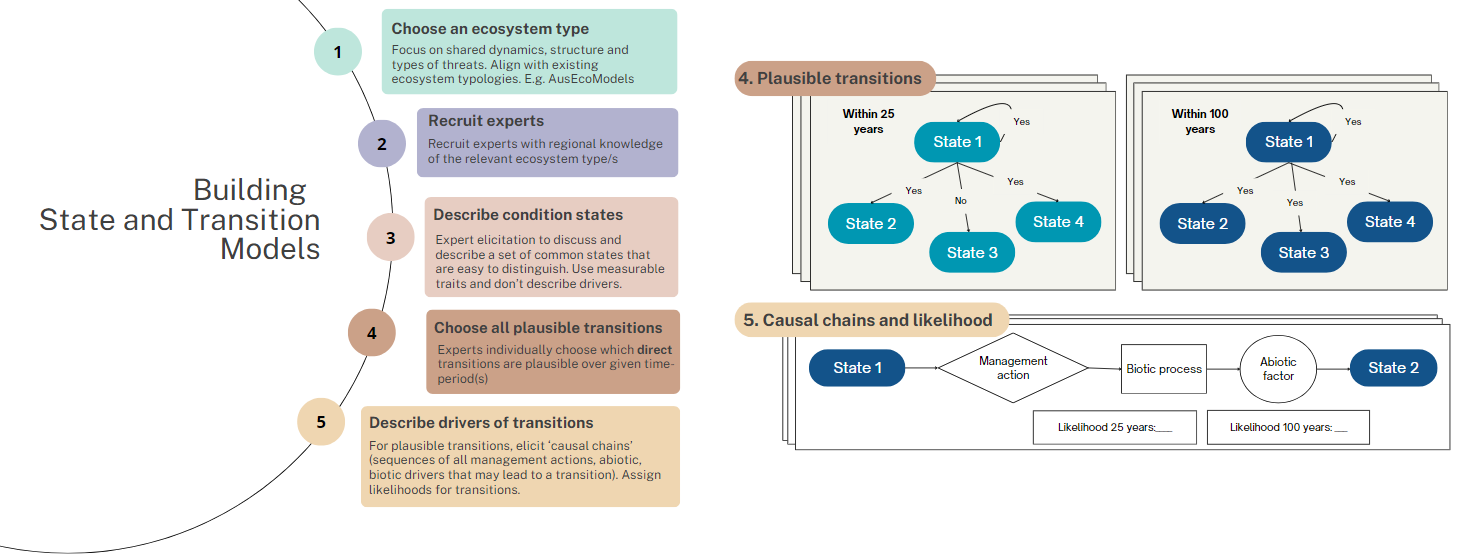 Building
State and Transition
Models
1
Choose an ecosystem type
Focus on shared dynamics, structure and
types of threats. Align with existing
ecosystem typologies. E.g. AusEcoModels
2
Recruit experts
Recruit experts with regional knowledge
of the relevant ecosystem type/s
3
Describe condition states
Expert elicitation to discuss and
describe a set of common states that
are easy to distinguish. Use measurable
traits and don't describe drivers.
4
Choose all plausible transitions
Experts individually choose which direct
transitions are plausible over given time-
period(s)
5
Describe drivers of transitions
For plausible transitions, elicit 'causal chains'
(sequences of all management actions, abiotic,
biotic drivers that may lead to a transition). Assign
likelihoods for transitions.
4. Plausible transitions
Within 25
years
State 1
Yes
Yes
No
Yes
State 2
State 3
State 4
Within 100
years
State 1
Yes
Yes
Yes
Yes
State 2
State 3
State 4
5. Causal chains and likelihood
State 1
Management
action
Biotic process
Abiotic
factor
State 2
Likelihood 25 years:___
Likelihood 100 years: __